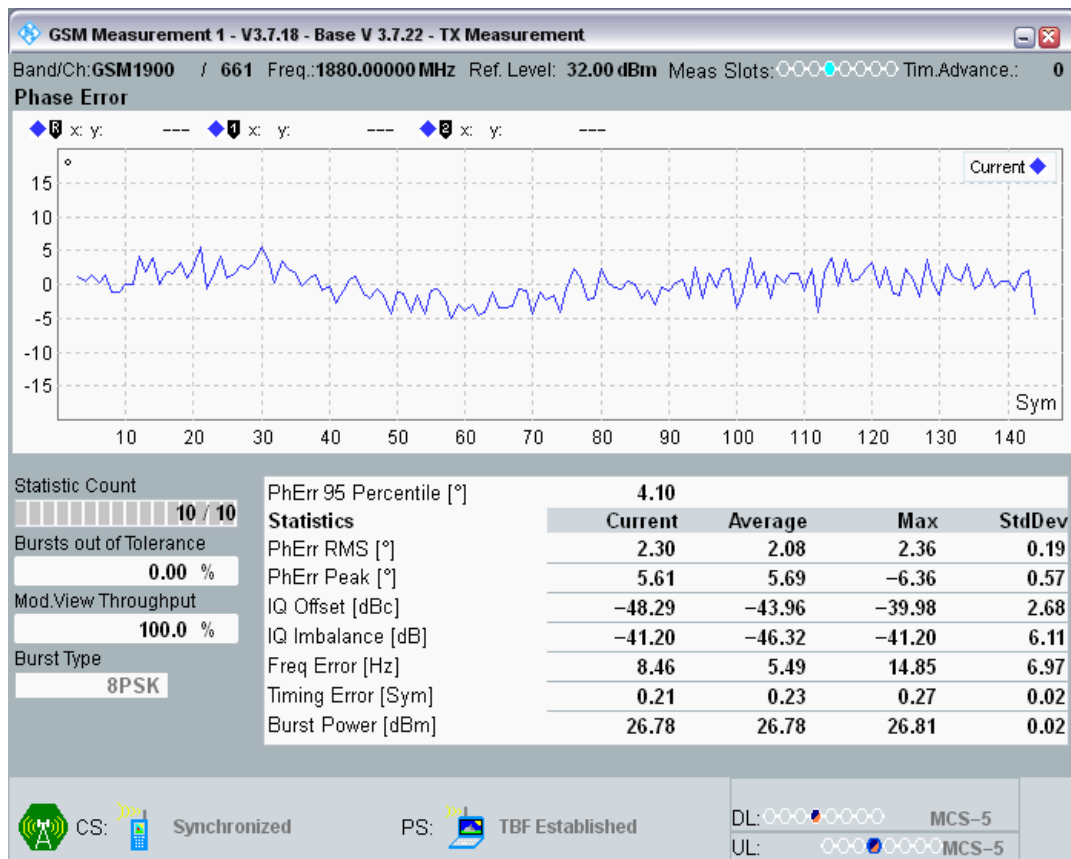 GSM Measurement 1 - V3.7.18 - Base V 3.7.22 - TX Measurement
Band/Ch:GSM1900 / 661 Freq.:1880.00000 MHz Ref. Level: 32.00 dBm Meas Slots: Tim.Advance.: 0
Phase Error
R x: y: --- 1 x: y: --- 2 x: y: ---
°
Current
15
10
5
0
-5
-10
-15
Sym
10 20 30 40 50 60 70 80 90 100 110 120 130 140
Statistic Count
10 / 10
Bursts out of Tolerance
0.00 %
Mod.View Throughput
100.0 %
Burst Type
8PSK
PhErr 95 Percentile [°] 4.10
Statistics Current Average Max StdDev
PhErr RMS [°] 2.30 2.08 2.36 0.19
PhErr Peak [°] 5.61 5.69 −6.36 0.57
IQ Offset [dBc] −48.29 −43.96 −39.98 2.68
IQ Imbalance [dB] −41.20 −46.32 −41.20 6.11
Freq Error [Hz] 8.46 5.49 14.85 6.97
Timing Error [Sym] 0.21 0.23 0.27 0.02
Burst Power [dBm] 26.78 26.78 26.81 0.02
CS: Synchronized PS: TBF Established
DL: MCS−5
UL: MCS−5